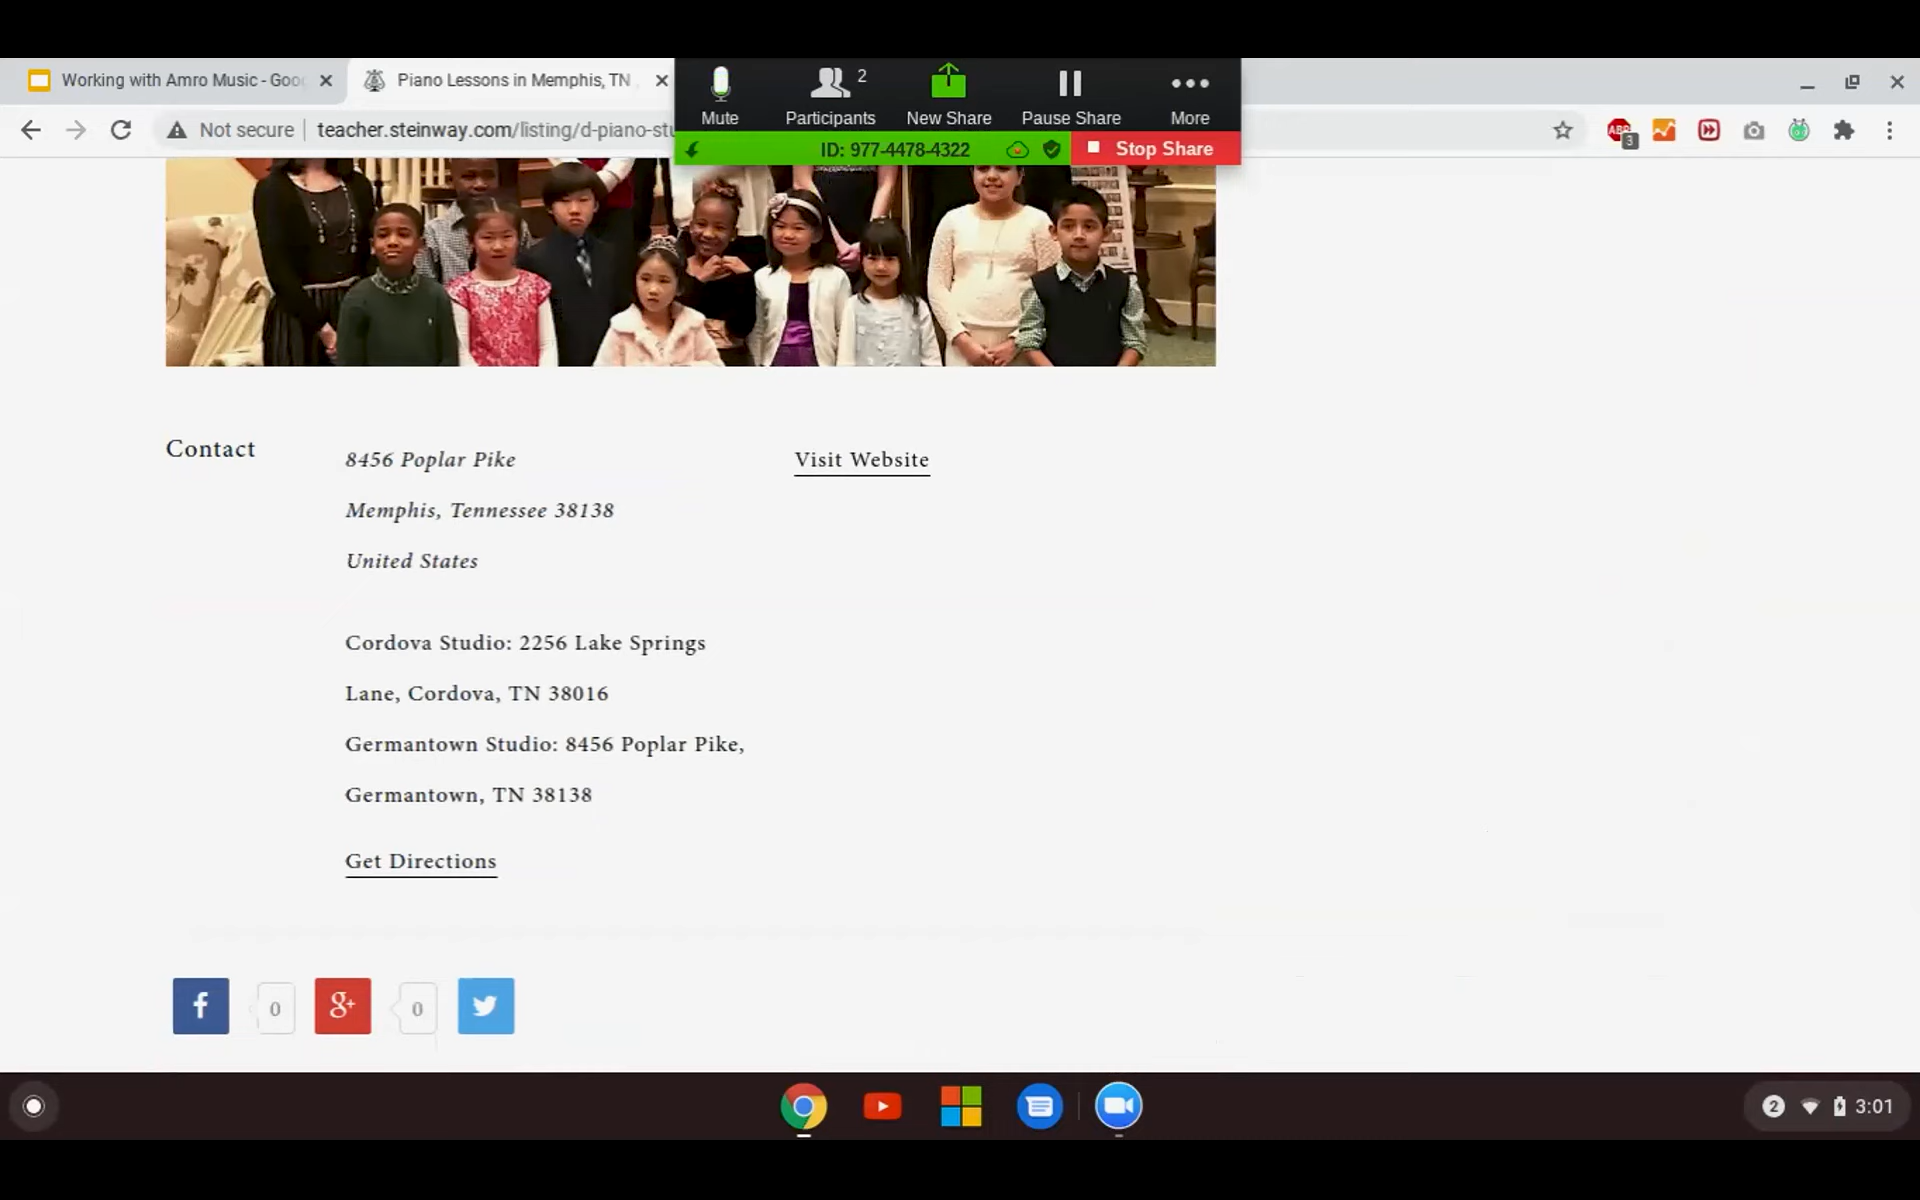 Working with Amro Music - Goo
Piano Lessons in Memphis, TN
2
Mute
Participants
New Share
Pause Share
More
Not secure
teacher.steinway.com/listing/d-piano-stu
ID: 977-4478-4322
Stop Share
ABP
3
Contact
8456 Poplar Pike
Visit Website
Memphis, Tennessee 38138
United States
Cordova Studio: 2256 Lake Springs
Lane, Cordova, TN 38016
Germantown Studio: 8456 Poplar Pike,
Germantown, TN 38138
Get Directions
f
0
g+
0
2
3:01